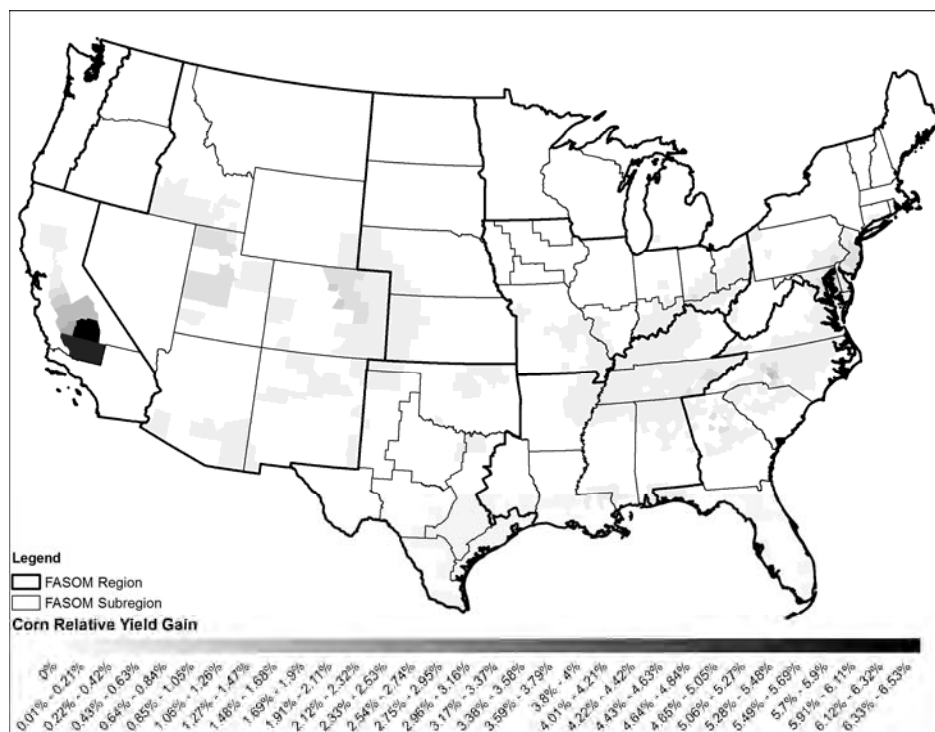 Legend
FASOM Region
FASOM Subregion
Corn Relative Yield Gain
0%
0.01% - 0.21%
0.22% - 0.42%
0.43% - 0.63%
0.64% - 0.84%
0.85% - 1.05%
1.06% - 1.26%
1.27% - 1.47%
1.48% - 1.69%
1.69% - 1.9%
1.91% - 2.11%
2.12% - 2.32%
2.33% - 2.53%
2.54% - 2.74%
2.75% - 2.95%
2.96% - 3.16%
3.17% - 3.37%
3.38% - 3.58%
3.59% - 3.79%
3.8% - 4%
4.01% - 4.21%
4.22% - 4.42%
4.43% - 4.63%
4.64% - 4.84%
4.85% - 5.05%
5.06% - 5.27%
5.28% - 5.48%
5.49% - 5.69%
5.7% - 5.9%
5.91% - 6.11%
6.12% - 6.32%
6.33% - 6.53%